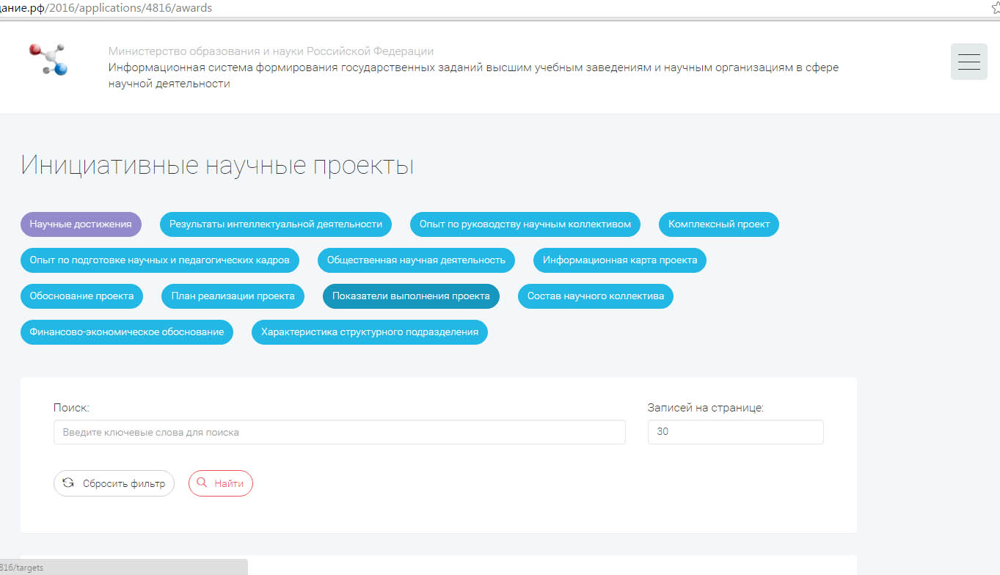 дание.рф/2016/applications/4816/awards
Министерство образования и науки Российской Федерации
Информационная система формирования государственных заданий высшим учебным заведениям и научным организациям в сфере
научной деятельности
Инициативные научные проекты
Научные достижения Результаты интеллектуальной деятельности Опыт по руководству научным коллективом Комплексный проект
Опыт по подготовке научных и педагогических кадров Общественная научная деятельность Информационная карта проекта
Обоснование проекта План реализации проекта Показатели выполнения проекта Состав научного коллектива
Финансово-экономическое обоснование Характеристика структурного подразделения
Поиск: Записей на странице:
Введите ключевые слова для поиска 30
Сбросить фильтр Найти
816/targets